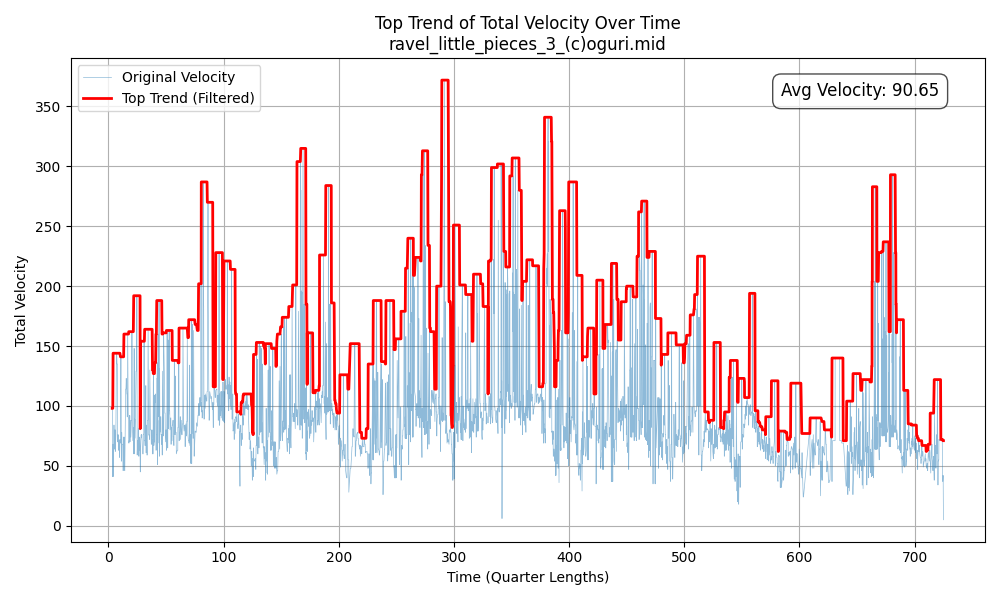 Top Trend of Total Velocity Over Time
ravel_little_pieces_3_(c)oguri.mid
Original Velocity
Top Trend (Filtered)
Avg Velocity: 90.65
Total Velocity
350
300
250
200
150
100
50
0
0 100 200 300 400 500 600 700
Time (Quarter Lengths)